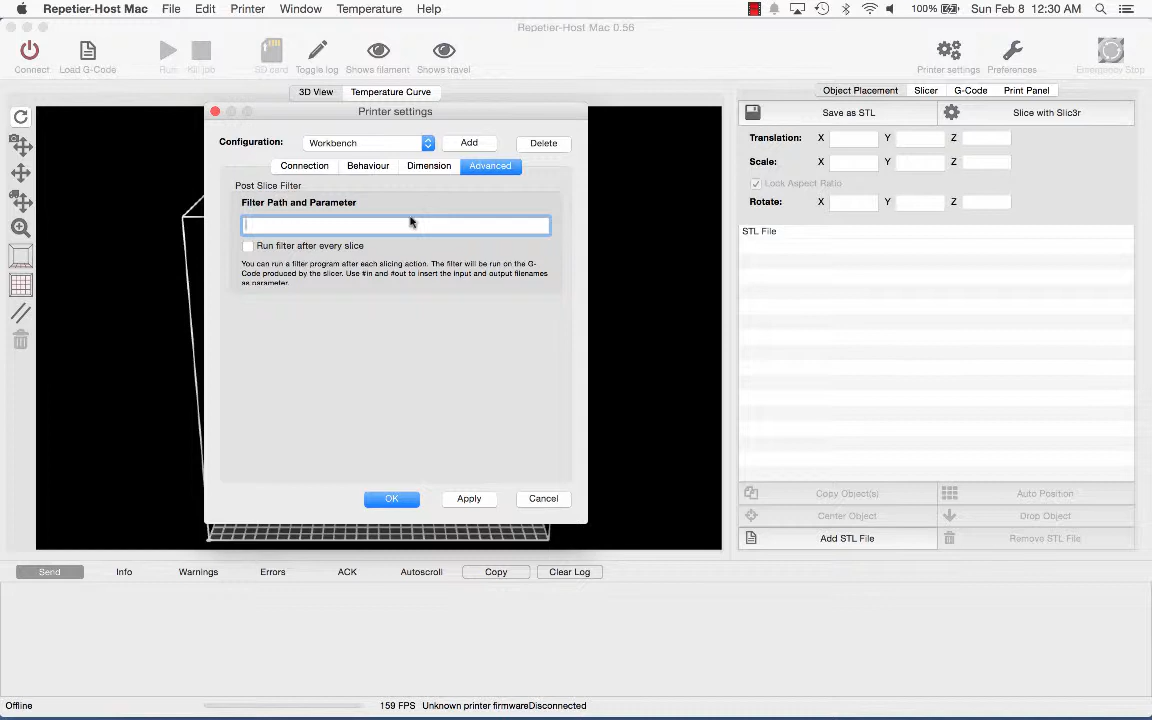 Repetier-Host Mac File Edit Printer Window Temperature Help 100% Sun Feb 8 12:30 AM
Repetier-Host Mac 0.56
Connect Load G-Code Run Kill job SD card Toggle log Shows filament Shows travel Printer settings Preferences Emergency Stop
3D View Temperature Curve
Object Placement Slicer G-Code Print Panel
Printer settings
Configuration: Workbench Add Delete
Connection Behaviour Dimension Advanced
Post Slice Filter
Filter Path and Parameter
Run filter after every slice
You can run a filter program after each slicing action. The filter will be run on the G-
Code produced by the slicer. Use #in and #out to insert the input and output filenames
as parameter.
OK Apply Cancel
Save as STL Slice with Slic3r
Translation: X Y Z
Scale: X Y Z
Lock Aspect Ratio
Rotate: X Y Z
STL File
Copy Object(s) Auto Position
Center Object Drop Object
Add STL File Remove STL File
Send Info Warnings Errors ACK Autoscroll Copy Clear Log
Offline 159 FPS Unknown printer firmwareDisconnected